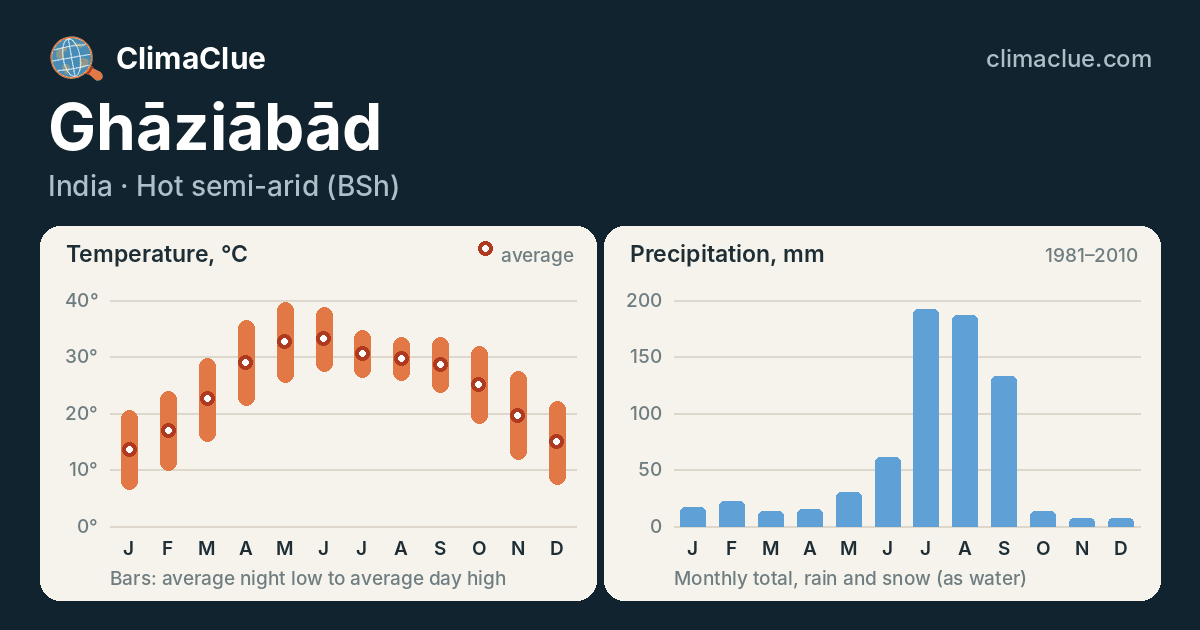 ClimaClue
climaclue.com
Ghāziābād
India · Hot semi-arid (BSh)
Temperature, °C
average
40°
30°
20°
10°
0°
J F M A M J J A S O N D
Bars: average night low to average day high
Precipitation, mm
1981–2010
200
150
100
50
0
J F M A M J J A S O N D
Monthly total, rain and snow (as water)